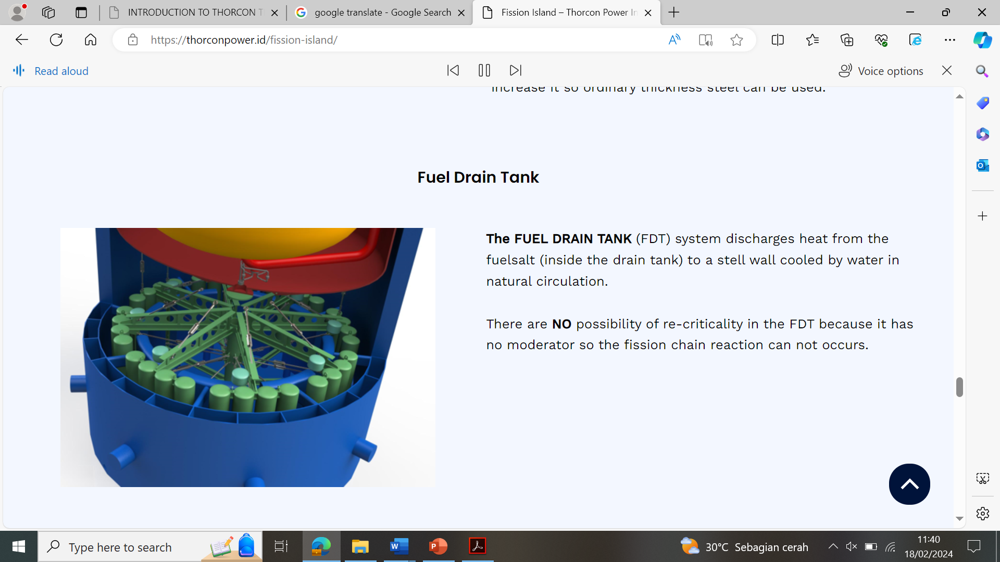 INTRODUCTION TO THORCON T
google translate - Google Search
Fission Island – Thorcon Power In
https://thorconpower.id/fission-island/
Read aloud
Voice options
increase it so ordinary thickness steel can be used.
Fuel Drain Tank
The FUEL DRAIN TANK (FDT) system discharges heat from the
fuelsalt (inside the drain tank) to a stell wall cooled by water in
natural circulation.
There are NO possibility of re-criticality in the FDT because it has
no moderator so the fission chain reaction can not occurs.
Type here to search
30°C Sebagian cerah
11:40
18/02/2024